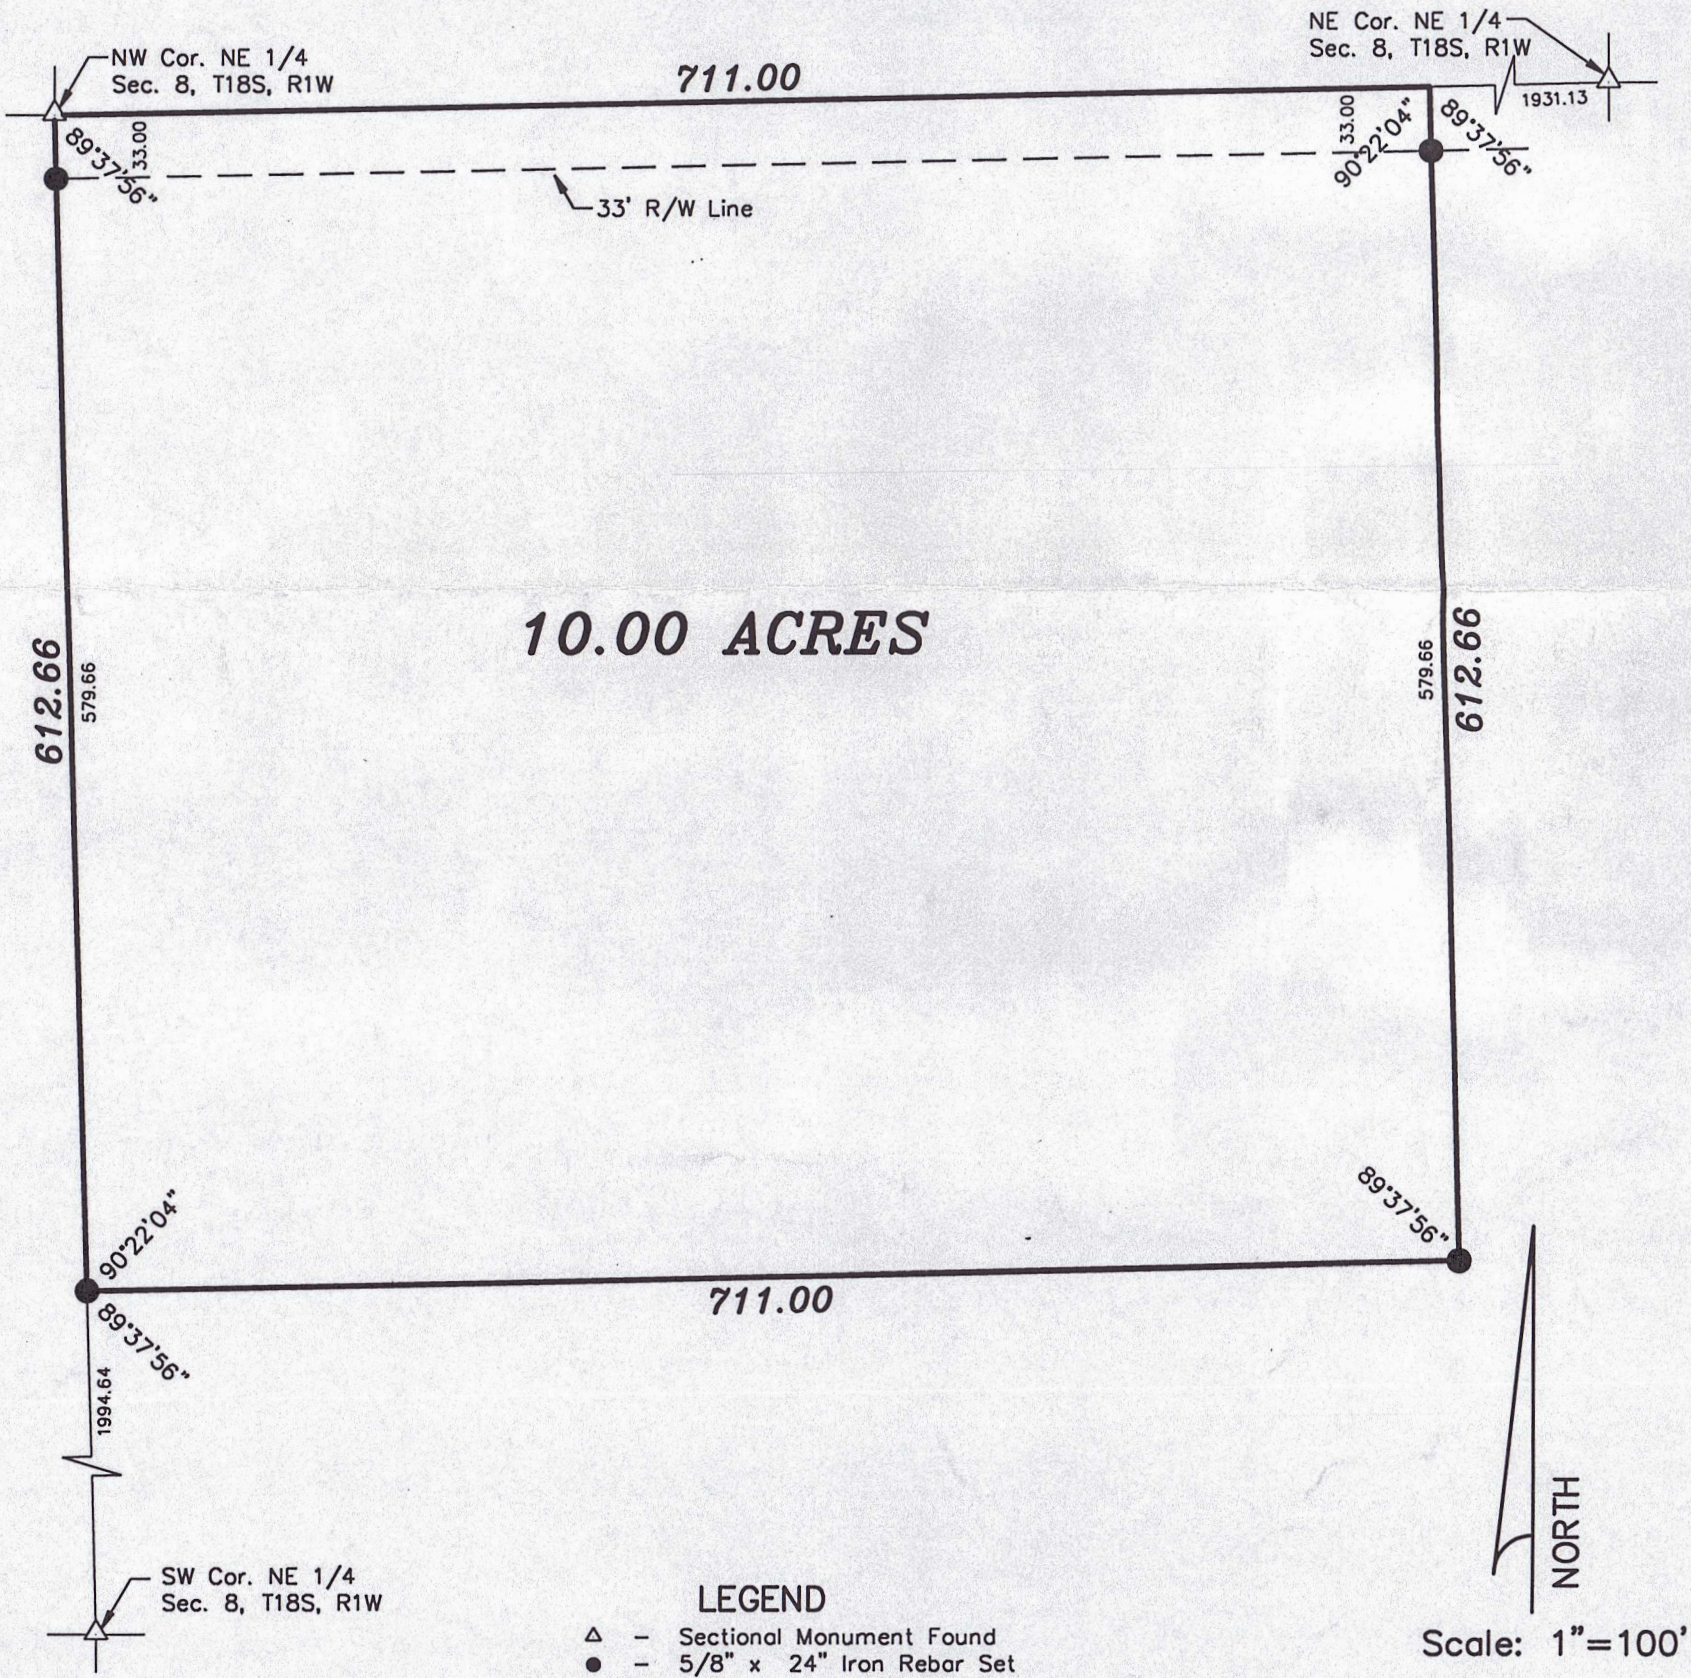 NE Cor. NE 1/4
Sec. 8, T18S, R1W
NW Cor. NE 1/4
Sec. 8, T18S, R1W
711.00
1931.13
89°37'56"
33.00
33.00
90°22'04"
89°37'56"
33' R/W Line
10.00 ACRES
612.66
579.66
579.66
612.66
90°22'04"
89°37'56"
711.00
89°37'56"
1994.64
NORTH
SW Cor. NE 1/4
Sec. 8, T18S, R1W
LEGEND
△ - Sectional Monument Found
● - 5/8" x 24" Iron Rebar Set
Scale: 1"=100'